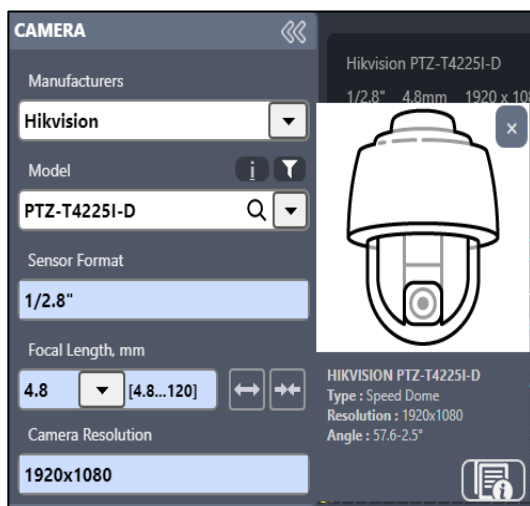 CAMERA
Manufacturers
Hikvision
Model
i
PTZ-T4225I-D
Sensor Format
1/2.8"
Focal Length, mm
4.8 [4.8...120]
Camera Resolution
1920x1080
Hikvision PTZ-T4225I-D
1/2.8" 4.8mm 1920 x 108
x
HIKVISION PTZ-T4225I-D
Type : Speed Dome
Resolution : 1920x1080
Angle : 57.6-2.5°
i